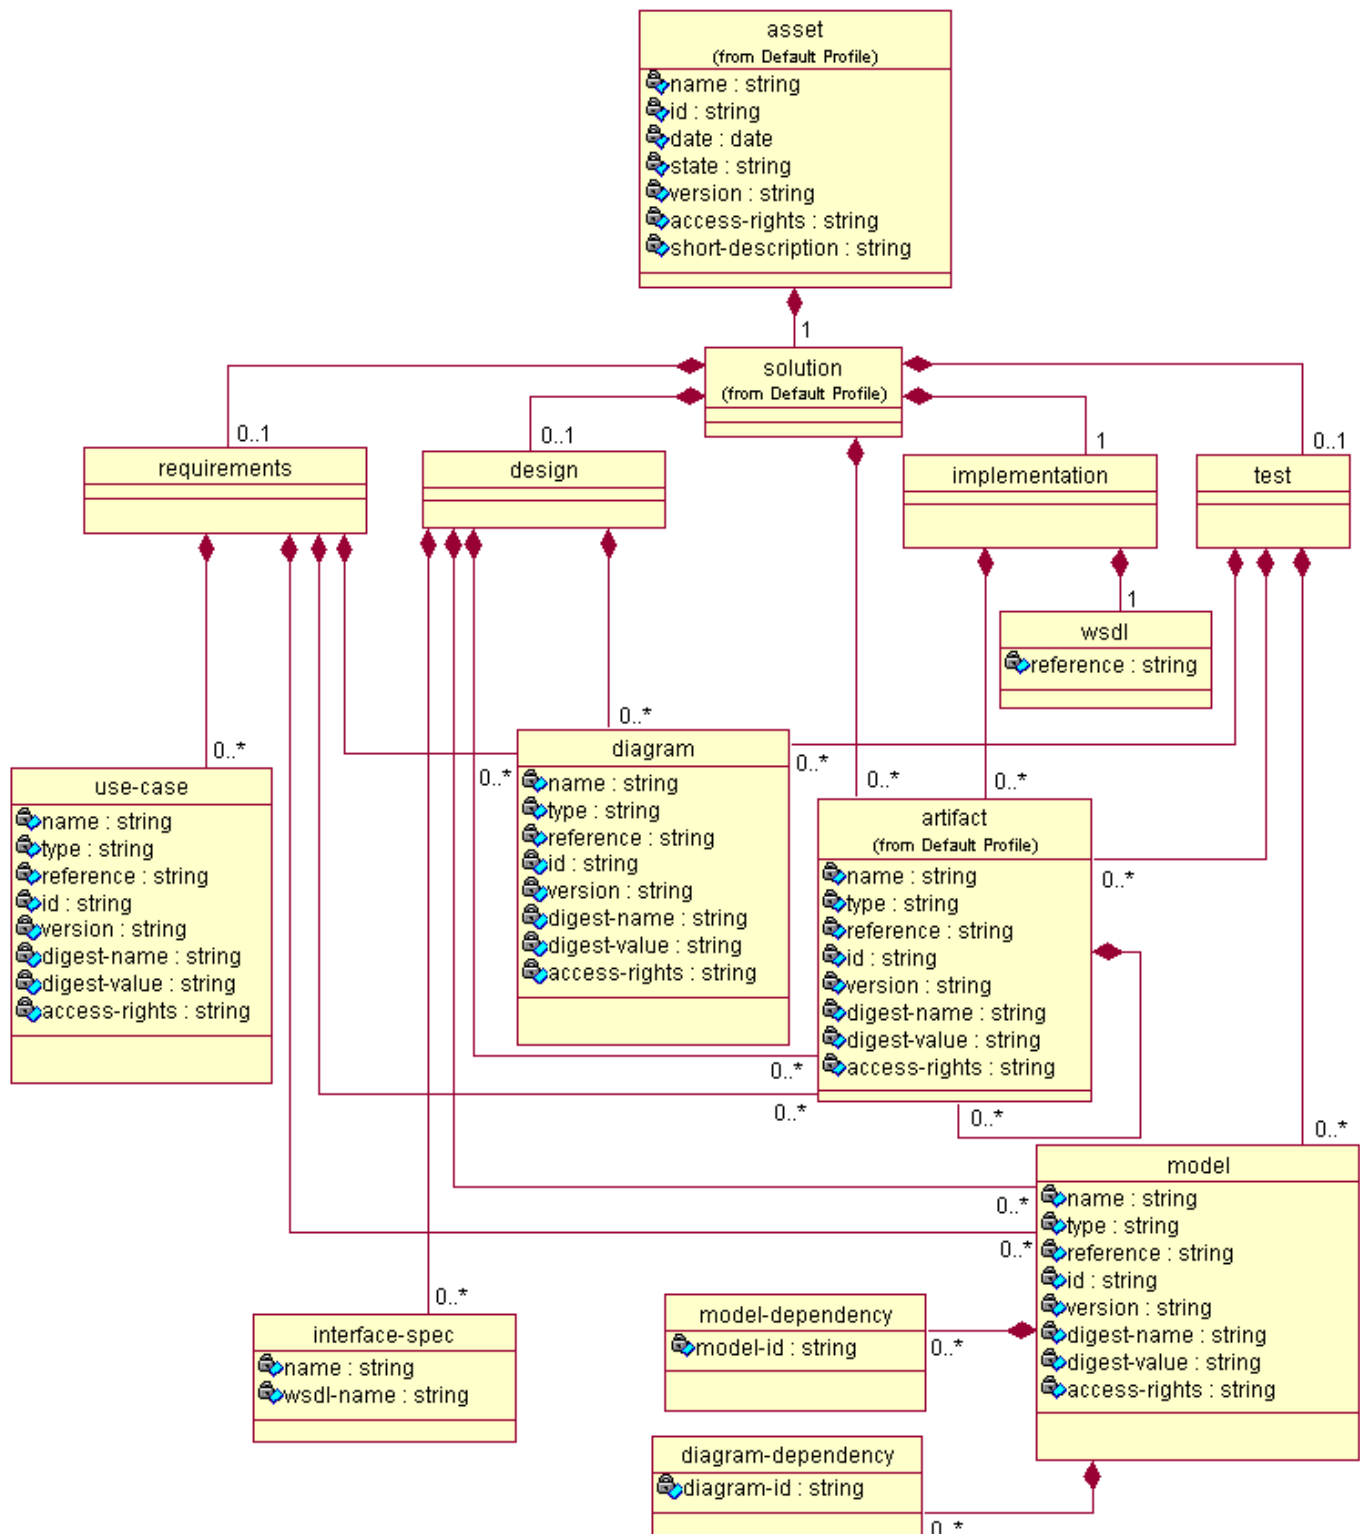 asset
(from Default Profile)
name : string
id : string
date : date
state : string
version : string
access-rights : string
short-description : string
1
solution
(from Default Profile)
0..1
0..1
1
0..1
requirements
design
implementation
test
1
wsdl
reference : string
0..*
0..*
0..*
0..*
0..*
0..*
use-case
name : string
type : string
reference : string
id : string
version : string
digest-name : string
digest-value : string
access-rights : string
diagram
name : string
type : string
reference : string
id : string
version : string
digest-name : string
digest-value : string
access-rights : string
artifact
(from Default Profile)
name : string
type : string
reference : string
id : string
version : string
digest-name : string
digest-value : string
access-rights : string
0..*
0..*
0..*
0..*
0..*
model
name : string
type : string
reference : string
id : string
version : string
digest-name : string
digest-value : string
access-rights : string
0..*
0..*
0..*
interface-spec
name : string
wsdl-name : string
model-dependency
model-id : string
0..*
diagram-dependency
diagram-id : string
0..*